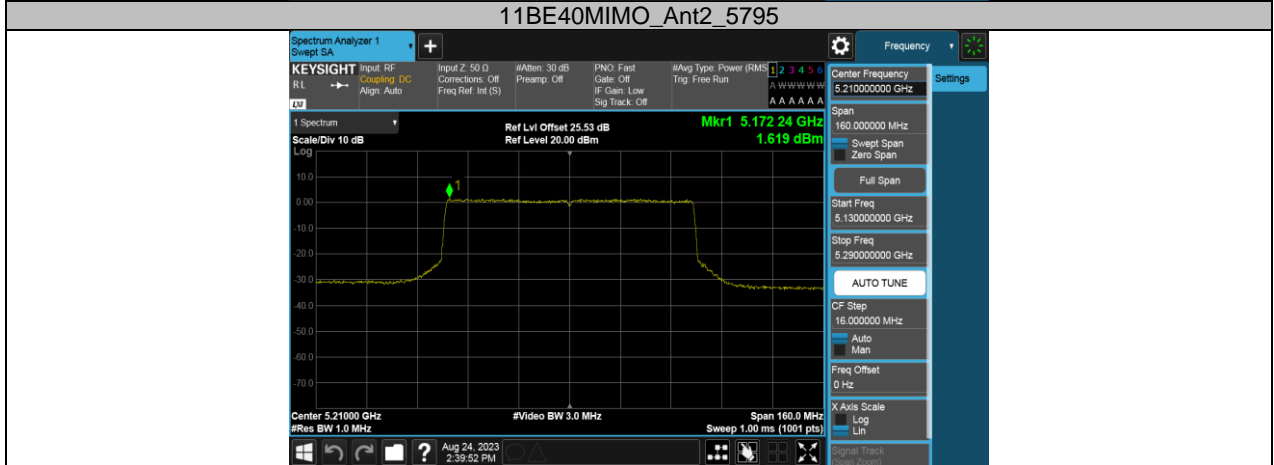 11BE40MIMO_Ant2_5795
Spectrum Analyzer 1
Swept SA
+
Frequency
KEYSIGHT
RL
LXI
Input: RF
Coupling: DC
Align: Auto
Input Z: 50 Ω
Corrections: Off
Freq Ref: Int (S)
#Atten: 30 dB
Preamp: Off
PNO: Fast
Gate: Off
IF Gain: Low
Sig Track: Off
#Avg Type: Power (RMS
Trig: Free Run
1 2 3 4 5 6
A W W W W W
A A A A A A
Center Frequency
5.210000000 GHz
Settings
Span
160.000000 MHz
Swept Span
Zero Span
Full Span
Start Freq
5.130000000 GHz
Stop Freq
5.290000000 GHz
AUTO TUNE
CF Step
16.000000 MHz
Auto
Man
Freq Offset
0 Hz
X Axis Scale
Log
Lin
Signal Track
(Span Zoom)
1 Spectrum
Scale/Div 10 dB
Ref Lvl Offset 25.53 dB
Ref Level 20.00 dBm
Mkr1 5.172 24 GHz
1.619 dBm
Log
10.0
0.00
-10.0
-20.0
-30.0
-40.0
-50.0
-60.0
-70.0
1
Center 5.21000 GHz
#Res BW 1.0 MHz
#Video BW 3.0 MHz
Span 160.0 MHz
Sweep 1.00 ms (1001 pts)
?
Aug 24, 2023
2:39:52 PM